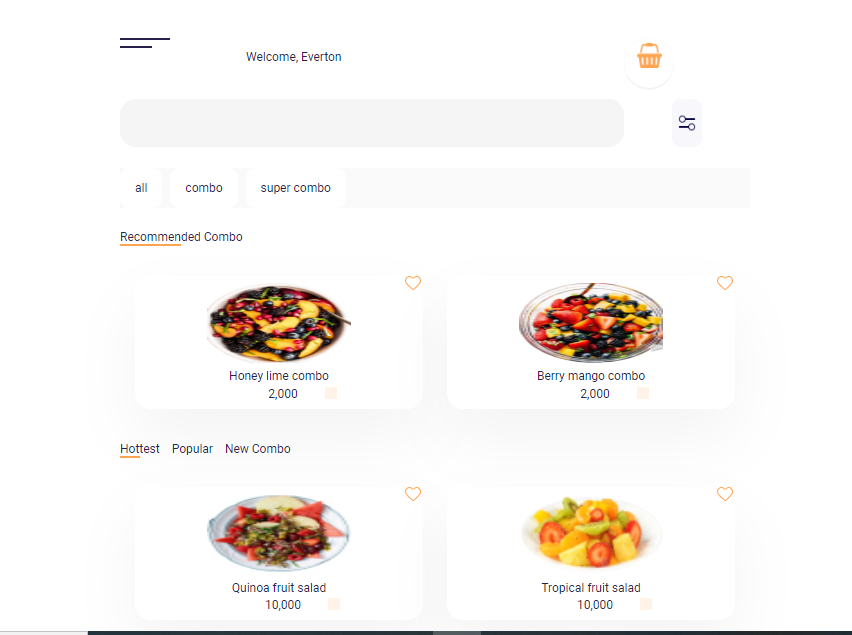 Welcome, Everton
all
combo
super combo
Recommended Combo
Honey lime combo
2,000
Berry mango combo
2,000
Hottest Popular New Combo
Quinoa fruit salad
10,000
Tropical fruit salad
10,000